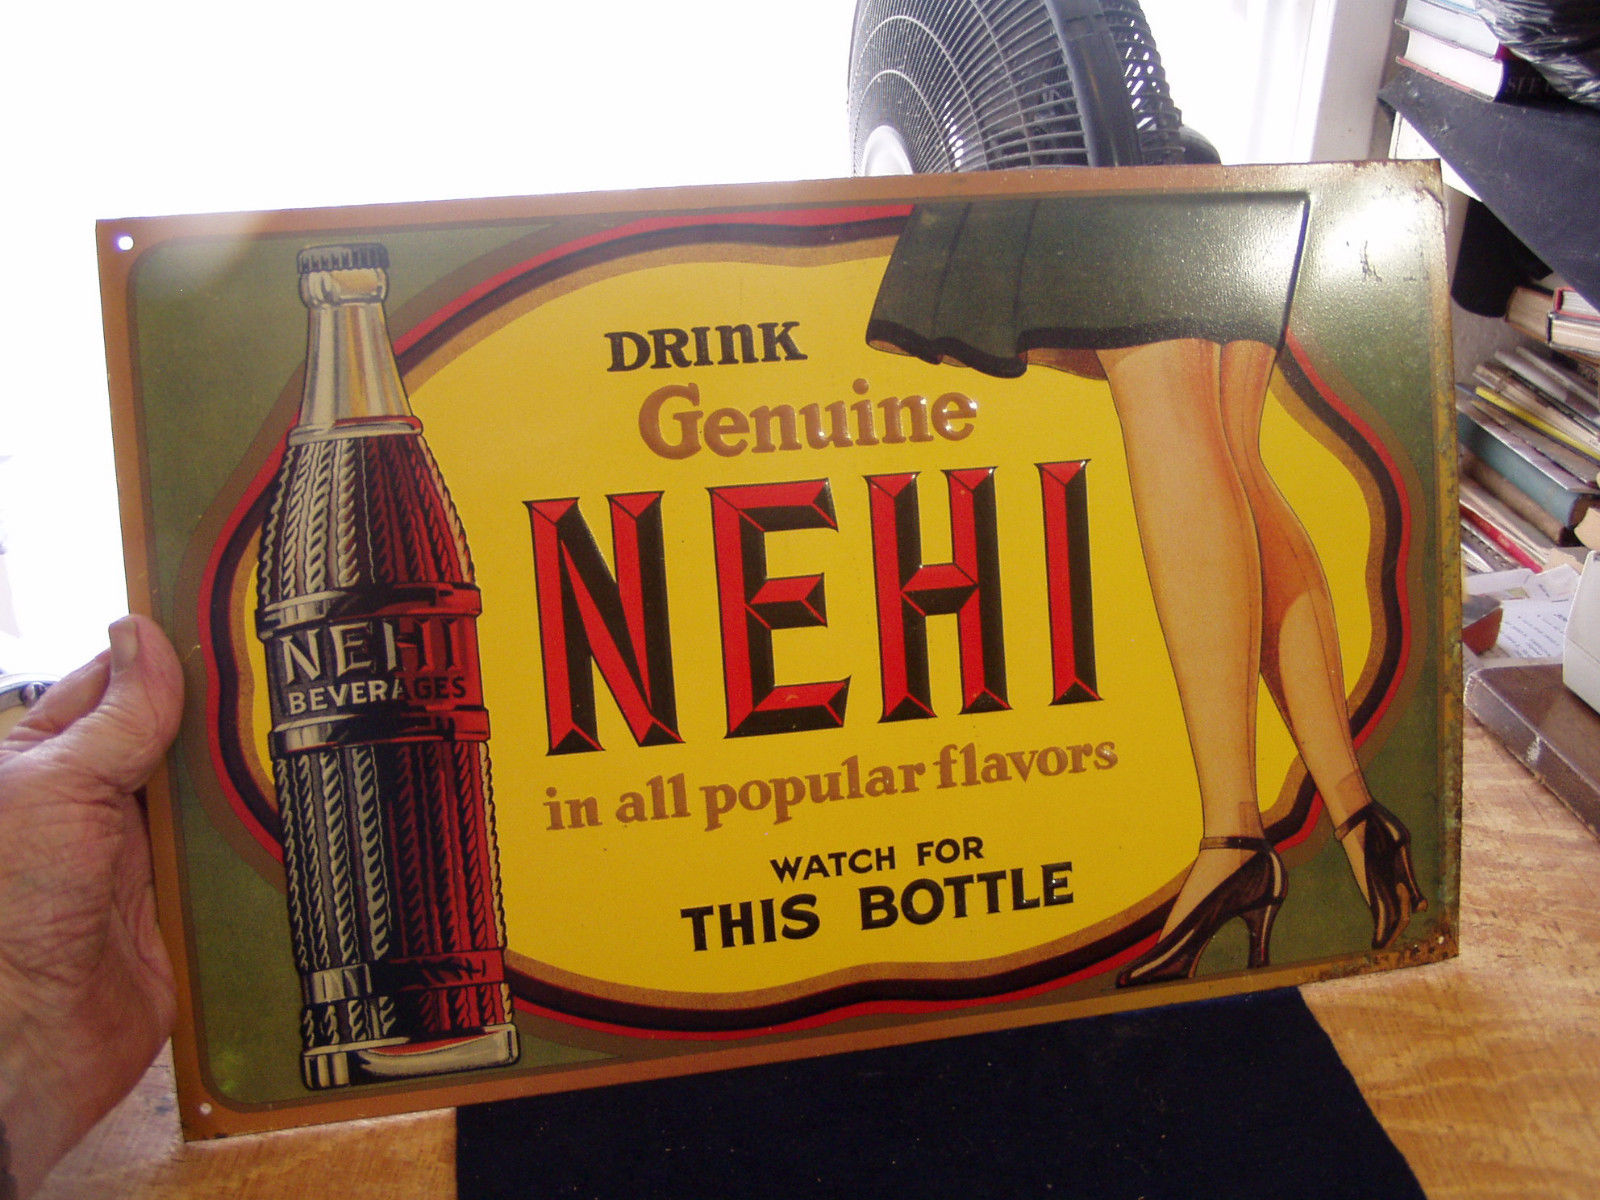 DRINK
Genuine
NEHI
in all popular flavors
WATCH FOR
THIS BOTTLE
NEHI
BEVERAGES